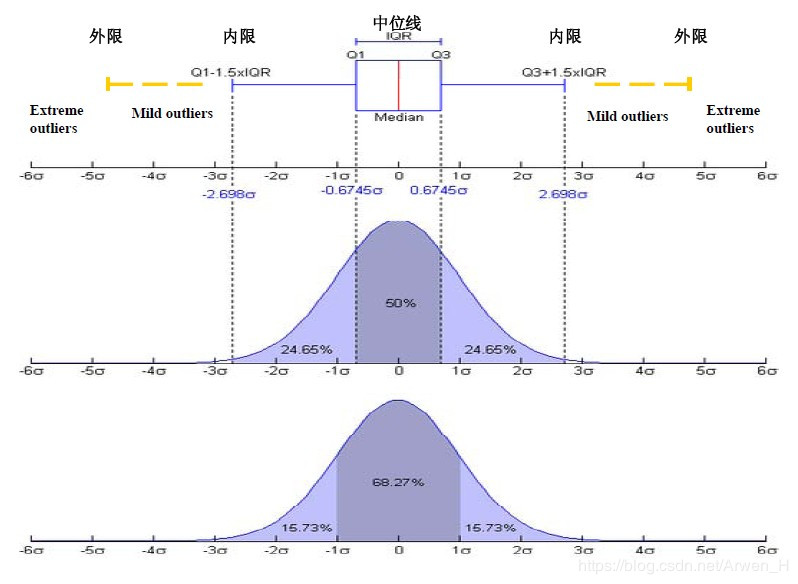 中位线
外限
内限
IQR
内限
外限
Q1
Q3
Q1-1.5xIQR
Q3+1.5xIQR
Extreme
outliers
Mild outliers
Median
Mild outliers
Extreme
outliers
-6σ -5σ -4σ -3σ -2σ -1σ 0 1σ 2σ 3σ 4σ 5σ 6σ
-2.698σ -0.6745σ 0.6745σ 2.698σ
50%
24.65% 24.65%
-6σ -5σ -4σ -3σ -2σ -1σ 0 1σ 2σ 3σ 4σ 5σ 6σ
68.27%
15.73% 15.73%
-6σ -5σ -4σ -3σ -2σ -1σ 0 1σ 2σ 3σ 4σ 5σ 6σ
https://blog.csdn.net/Arwen_H